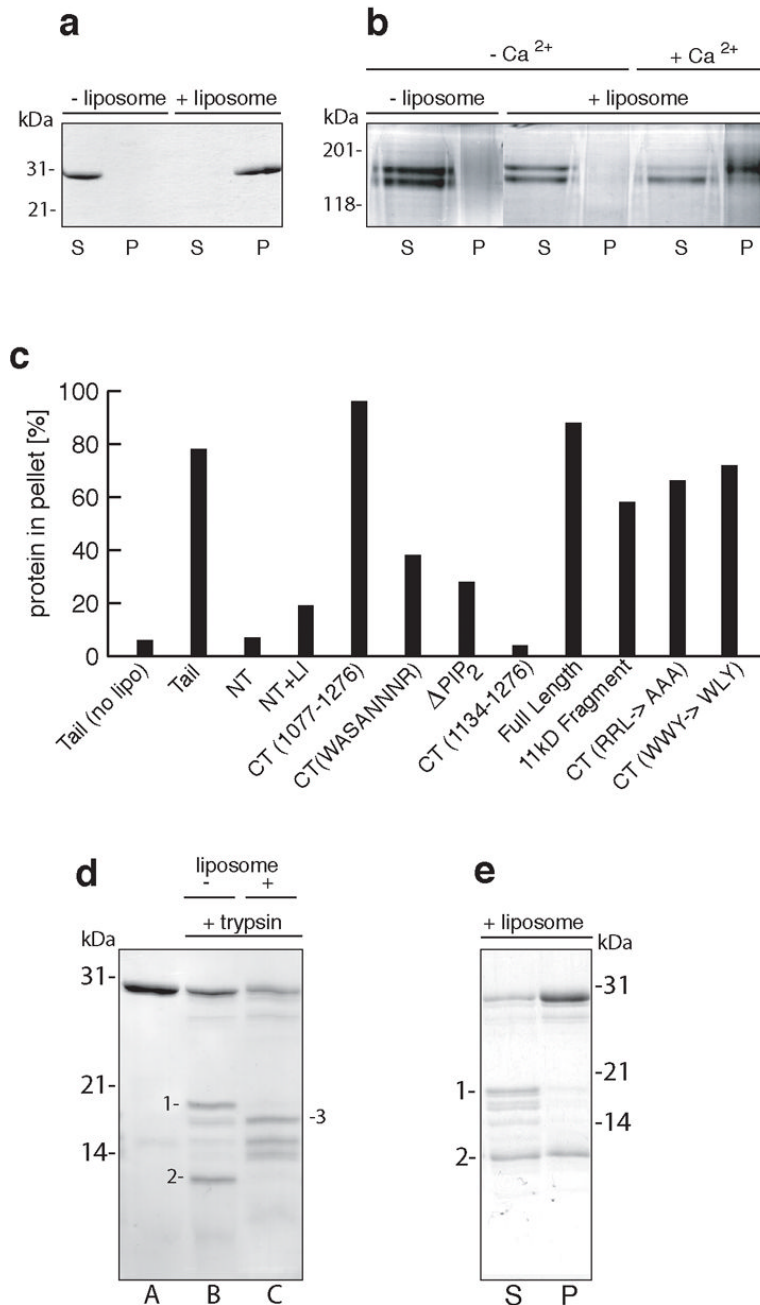 a
- liposome + liposome
kDa
31-
21-
S P S P
b
- Ca 2+ + Ca 2+
- liposome + liposome
kDa
201-
118-
S P S P S P
c
protein in pellet [%]
100
80
60
40
20
0
Tail (no lipo)
Tail
NT
NT+LI
CT (1077-1276)
CT(WASANNNR)
ΔPIP2
CT (1134-1276)
Full Length
11kD Fragment
CT (RRL-> AAA)
CT (WWY-> WLY)
d
liposome
- +
+ trypsin
kDa
31-
21-
14-
1-
2-
-3
A B C
e
+ liposome
kDa
-31
-21
-14
1-
2-
S P